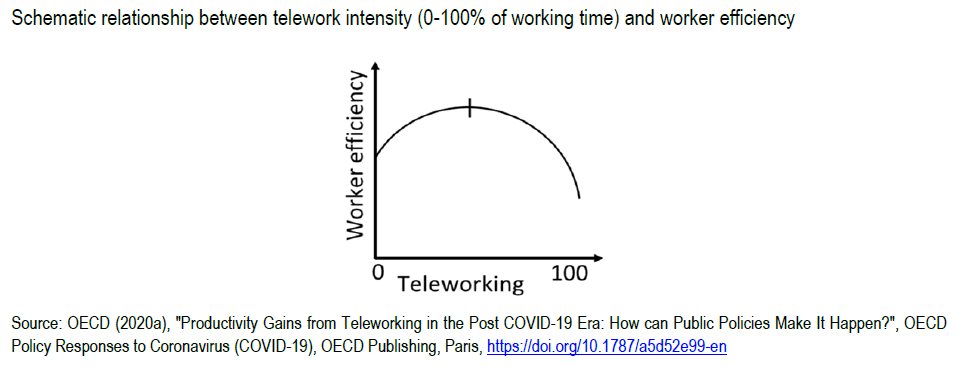 Schematic relationship between telework intensity (0-100% of working time) and worker efficiency
Worker efficiency
0
100
Teleworking
Source: OECD (2020a), "Productivity Gains from Teleworking in the Post COVID-19 Era: How can Public Policies Make It Happen?", OECD
Policy Responses to Coronavirus (COVID-19), OECD Publishing, Paris, https://doi.org/10.1787/a5d52e99-en